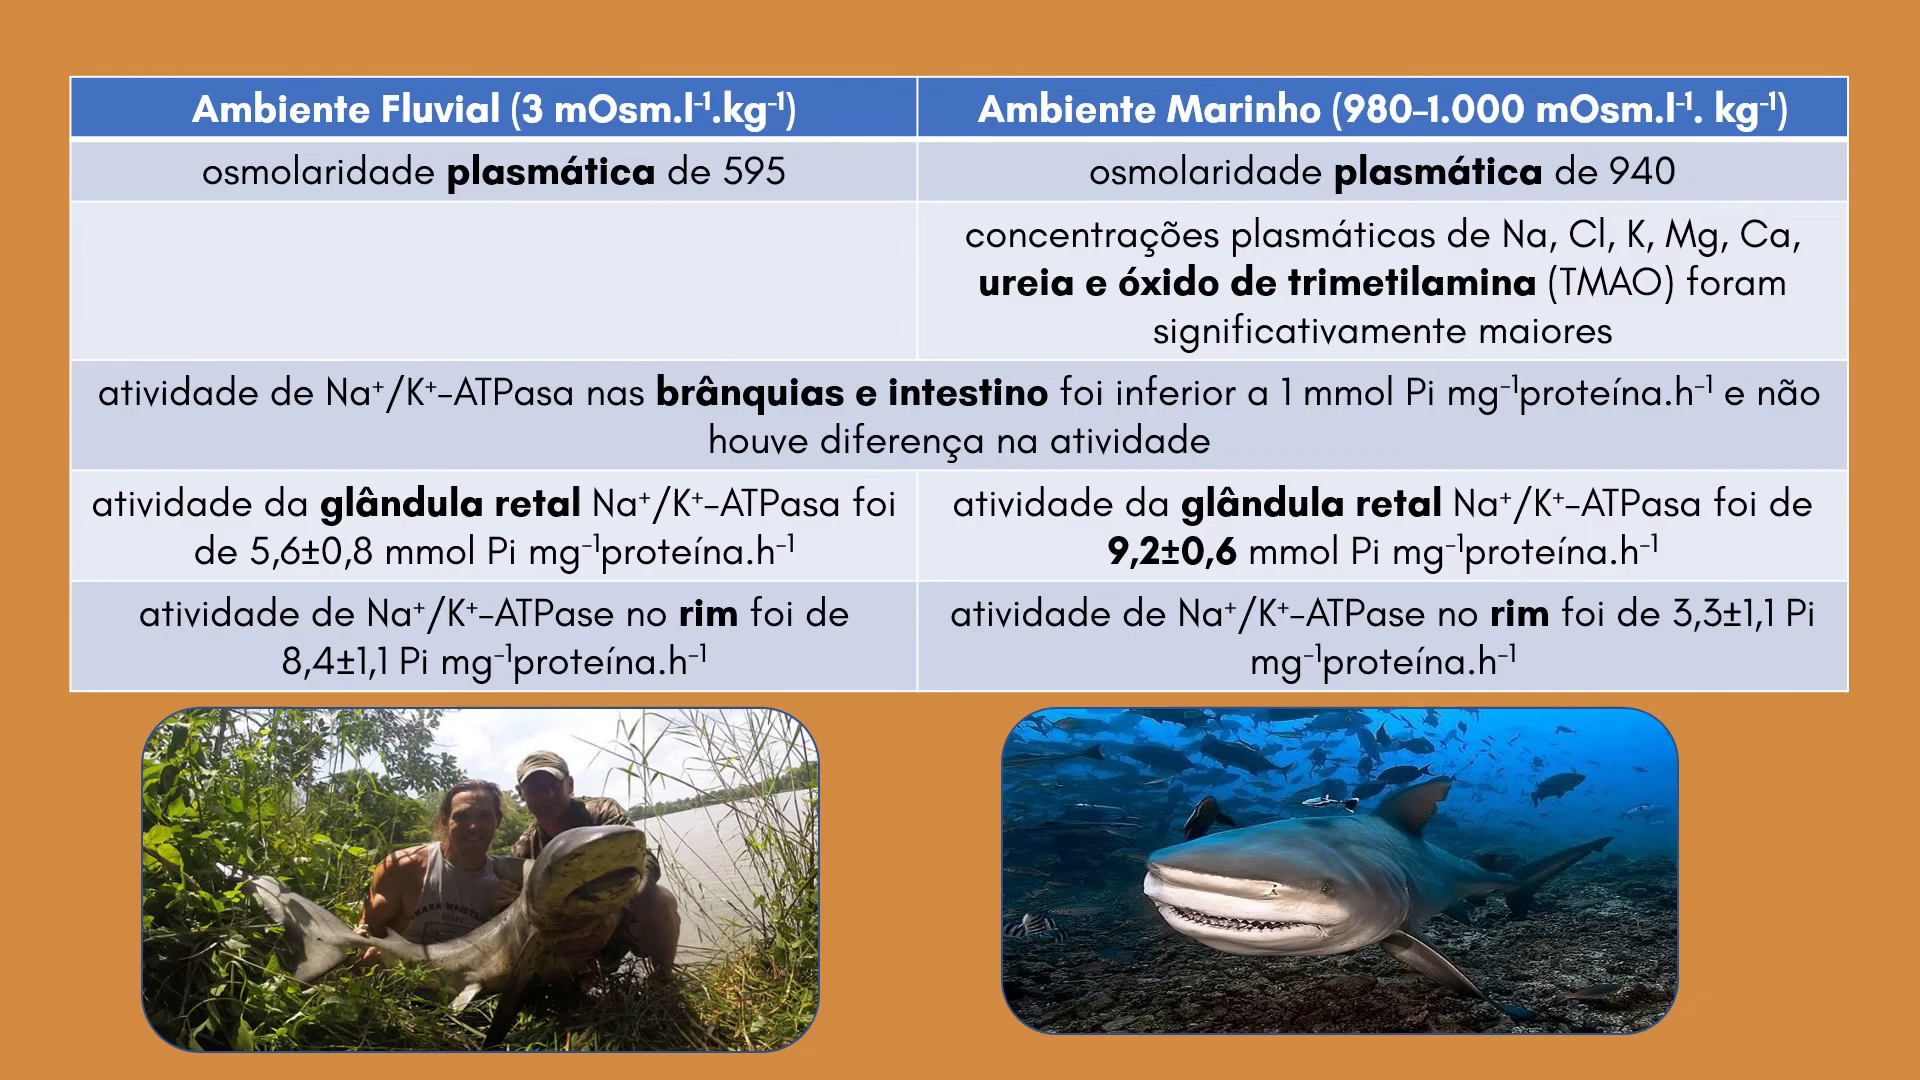 Ambiente Fluvial (3 mOsm.l⁻¹.kg⁻¹)
Ambiente Marinho (980–1.000 mOsm.l⁻¹. kg⁻¹)
osmolaridade plasmática de 595
osmolaridade plasmática de 940
concentrações plasmáticas de Na, Cl, K, Mg, Ca,
ureia e óxido de trimetilamina (TMAO) foram
significativamente maiores
atividade de Na⁺/K⁺-ATPasa nas brânquias e intestino foi inferior a 1 mmol Pi mg⁻¹proteína.h⁻¹ e não
houve diferença na atividade
atividade da glândula retal Na⁺/K⁺-ATPasa foi
de 5,6±0,8 mmol Pi mg⁻¹proteína.h⁻¹
atividade da glândula retal Na⁺/K⁺-ATPasa foi de
9,2±0,6 mmol Pi mg⁻¹proteína.h⁻¹
atividade de Na⁺/K⁺-ATPase no rim foi de
8,4±1,1 Pi mg⁻¹proteína.h⁻¹
atividade de Na⁺/K⁺-ATPase no rim foi de 3,3±1,1 Pi
mg⁻¹proteína.h⁻¹